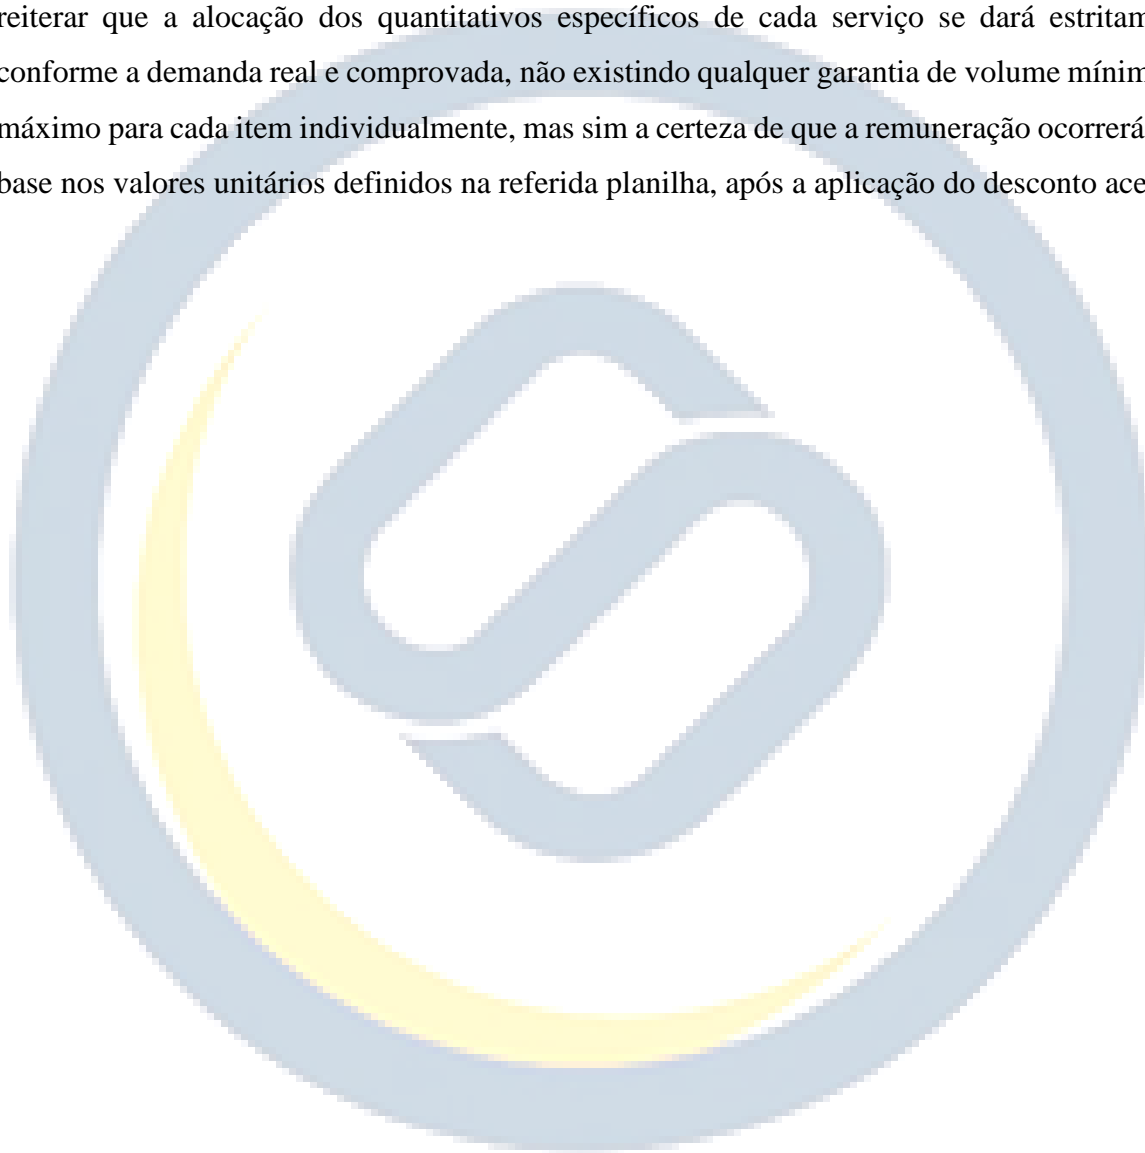 reiterar que a alocação dos quantitativos específicos de cada serviço se dará estritam
conforme a demanda real e comprovada, não existindo qualquer garantia de volume mínim
máximo para cada item individualmente, mas sim a certeza de que a remuneração ocorrerá
base nos valores unitários definidos na referida planilha, após a aplicação do desconto ace